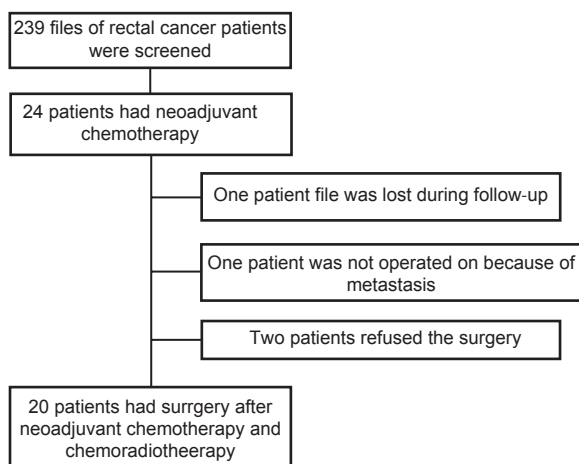 239 files of rectal cancer patients
were screened
24 patients had neoadjuvant
chemotherapy
One patient file was lost during follow-up
One patient was not operated on because of
metastasis
Two patients refused the surgery
20 patients had surrgery after
neoadjuvant chemotherapy and
chemoradiotheerapy